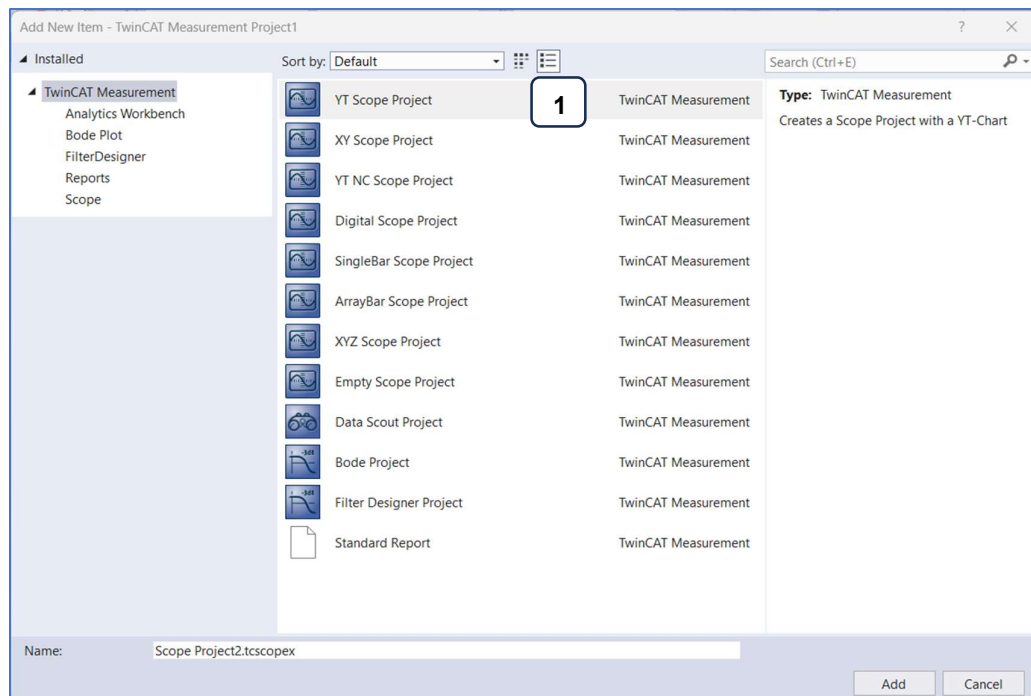 Add New Item - TwinCAT Measurement Project1 ? ×
Installed
TwinCAT Measurement
Analytics Workbench
Bode Plot
FilterDesigner
Reports
Scope
Sort by: Default
1
YT Scope Project TwinCAT Measurement
XY Scope Project TwinCAT Measurement
YT NC Scope Project TwinCAT Measurement
Digital Scope Project TwinCAT Measurement
SingleBar Scope Project TwinCAT Measurement
ArrayBar Scope Project TwinCAT Measurement
XYZ Scope Project TwinCAT Measurement
Empty Scope Project TwinCAT Measurement
Data Scout Project TwinCAT Measurement
Bode Project TwinCAT Measurement
Filter Designer Project TwinCAT Measurement
Standard Report TwinCAT Measurement
Search (Ctrl+E)
Type: TwinCAT Measurement
Creates a Scope Project with a YT-Chart
Name: Scope Project2.tcscopex
Add Cancel